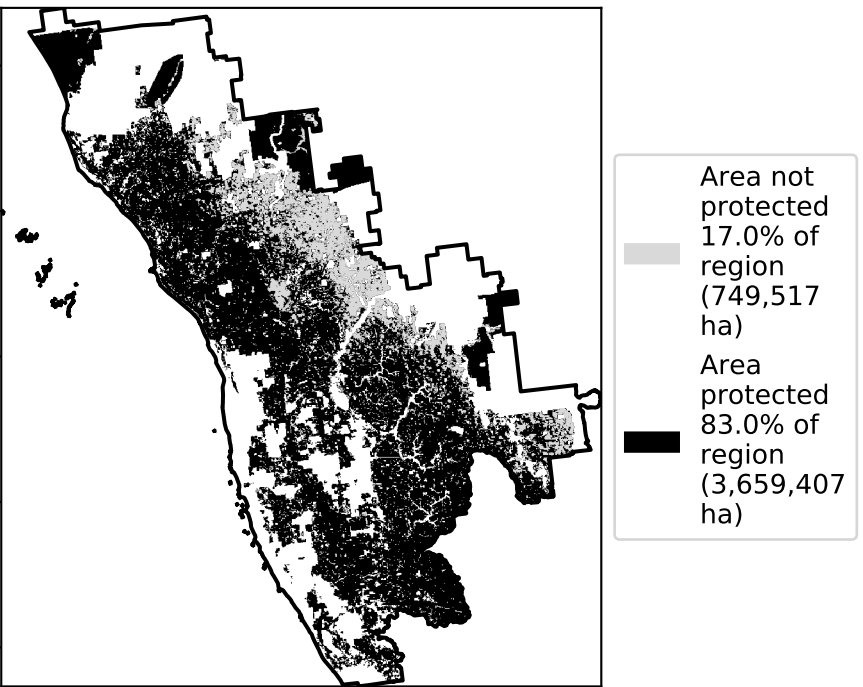 Area not
protected
17.0% of
region
(749,517
ha)
Area
protected
83.0% of
region
(3,659,407
ha)